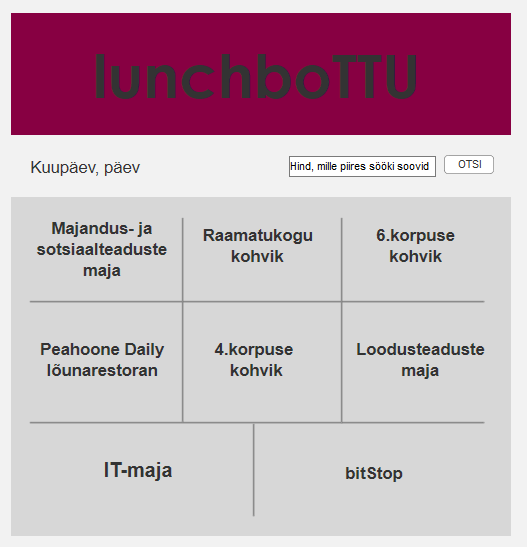 lunchboTTU
Kuupäev, päev
Hind, mille piires sööki soovid
OTSI
Majandus- ja
sotsiaalteaduste
maja
Raamatukogu
kohvik
6.korpuse
kohvik
Peahoone Daily
lõunarestoran
4.korpuse
kohvik
Loodusteaduste
maja
IT-maja
bitStop